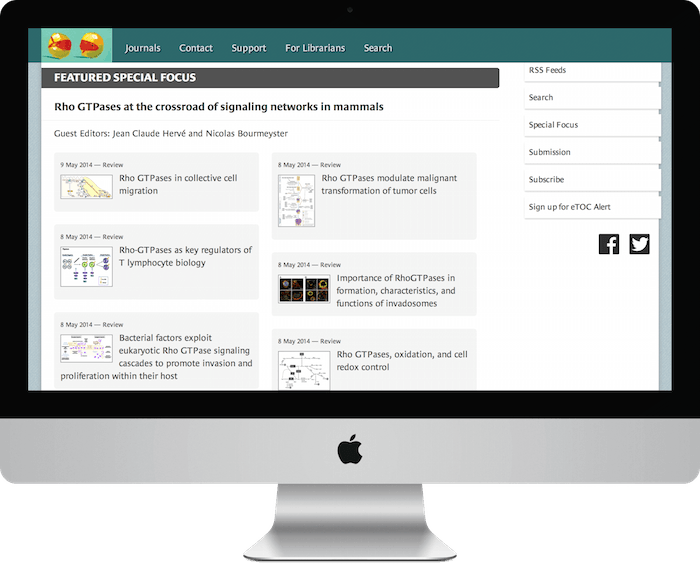 Journals Contact Support For Librarians Search
FEATURED SPECIAL FOCUS
Rho GTPases at the crossroad of signaling networks in mammals
Guest Editors: Jean Claude Hervé and Nicolas Bourmeyster
9 May 2014 — Review
Rho GTPases in collective cell
migration
8 May 2014 — Review
Rho-GTPases as key regulators of
T lymphocyte biology
8 May 2014 — Review
Bacterial factors exploit
eukaryotic Rho GTPase signaling
cascades to promote invasion and
proliferation within their host
8 May 2014 — Review
Rho GTPases modulate malignant
transformation of tumor cells
8 May 2014 — Review
Importance of RhoGTPases in
formation, characteristics, and
functions of invadosomes
8 May 2014 — Review
Rho GTPases, oxidation, and cell
redox control
RSS Feeds
Search
Special Focus
Submission
Subscribe
Sign up for eTOC Alert